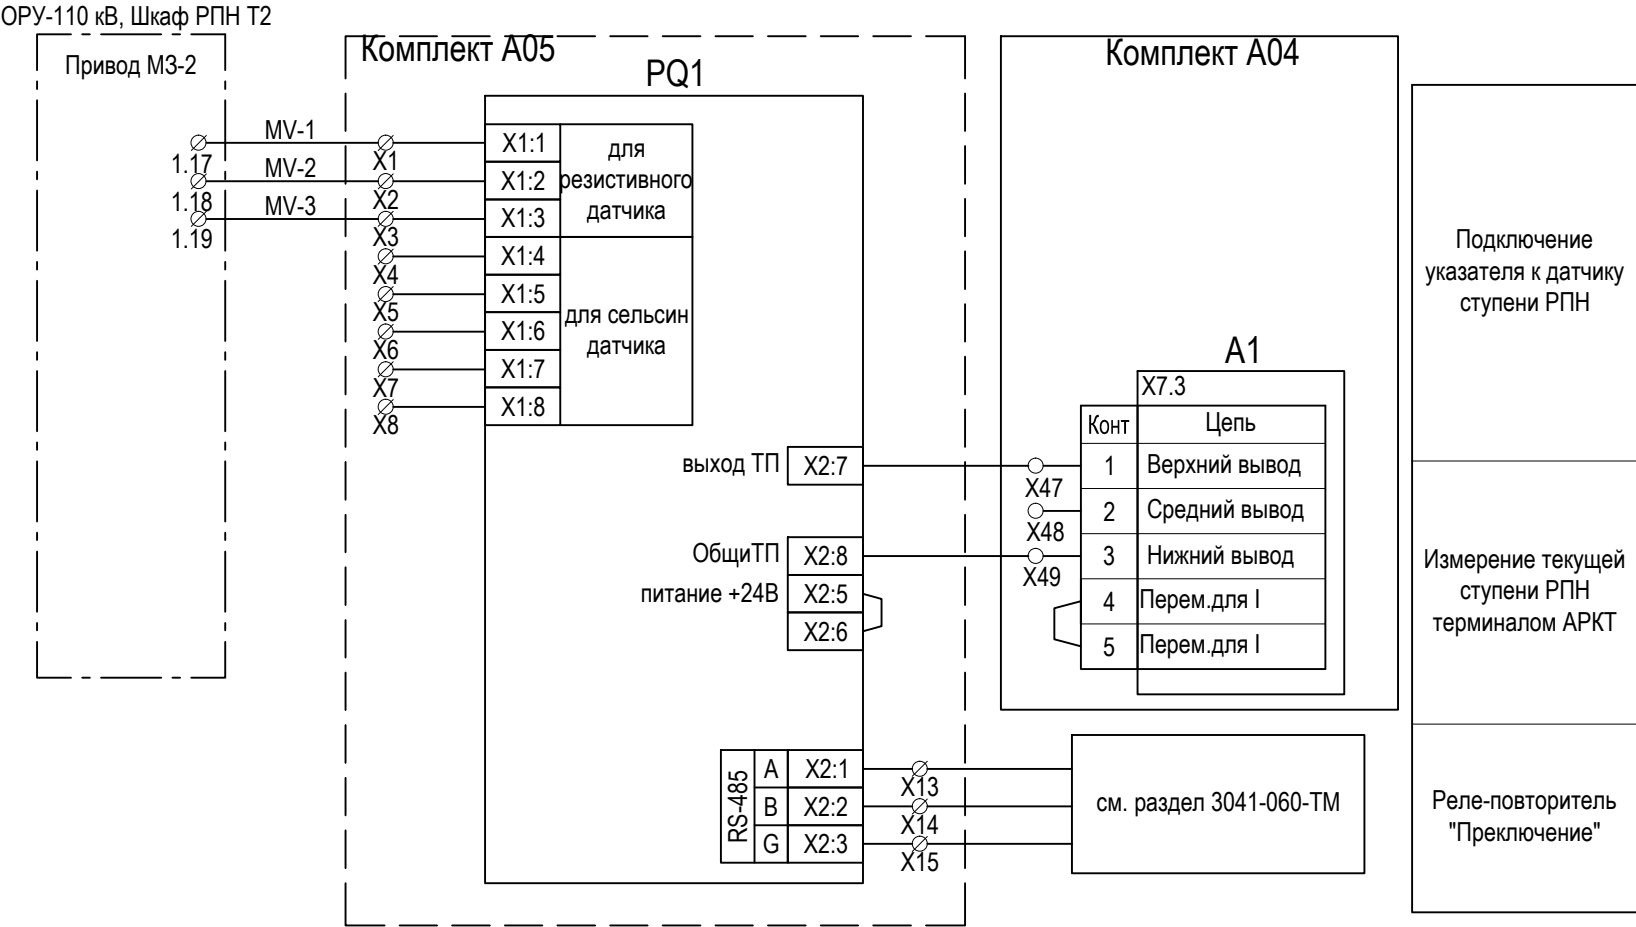 ОРУ-110 кВ, Шкаф РПН Т2
Привод МЗ-2
1.17
1.18
1.19
MV-1
MV-2
MV-3
Комплект А05
PQ1
X1
X2
X3
X4
X5
X6
X7
X8
X1:1
X1:2
X1:3
X1:4
X1:5
X1:6
X1:7
X1:8
для
резистивного
датчика
для сельсин
датчика
выход ТП
X2:7
ОбщиТП
X2:8
питание +24В
X2:5
X2:6
RS-485
A
X2:1
B
X2:2
G
X2:3
X13
X14
X15
Комплект А04
А1
X7.3
Конт
Цепь
1
Верхний вывод
2
Средний вывод
3
Нижний вывод
4
Перем.для I
5
Перем.для I
X47
X48
X49
см. раздел 3041-060-ТМ
Подключение
указателя к датчику
ступени РПН
Измерение текущей
ступени РПН
терминалом АРКТ
Реле-повторитель
"Преключение"